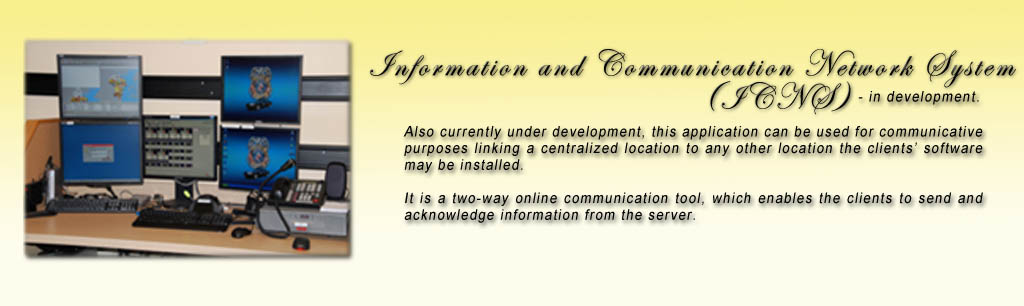 Information and Communication Network System
(ICNS) - in development.
Also currently under development, this application can be used for communicative
purposes linking a centralized location to any other location the clients' software
may be installed.
It is a two-way online communication tool, which enables the clients to send and
acknowledge information from the server.